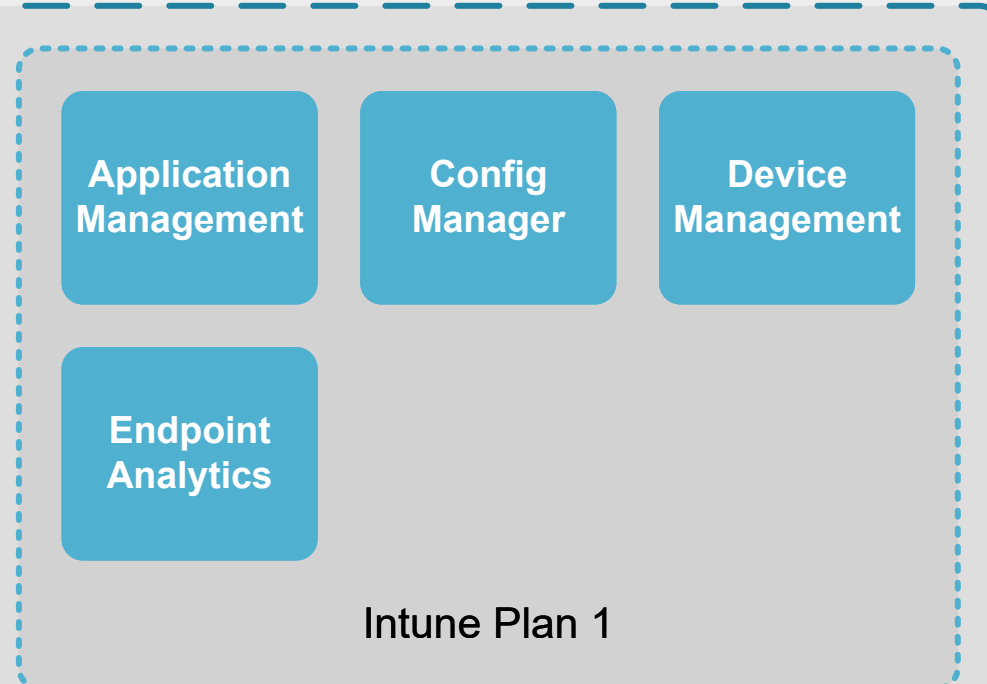 Application
Management
Config
Manager
Device
Management
Endpoint
Analytics
Intune Plan 1